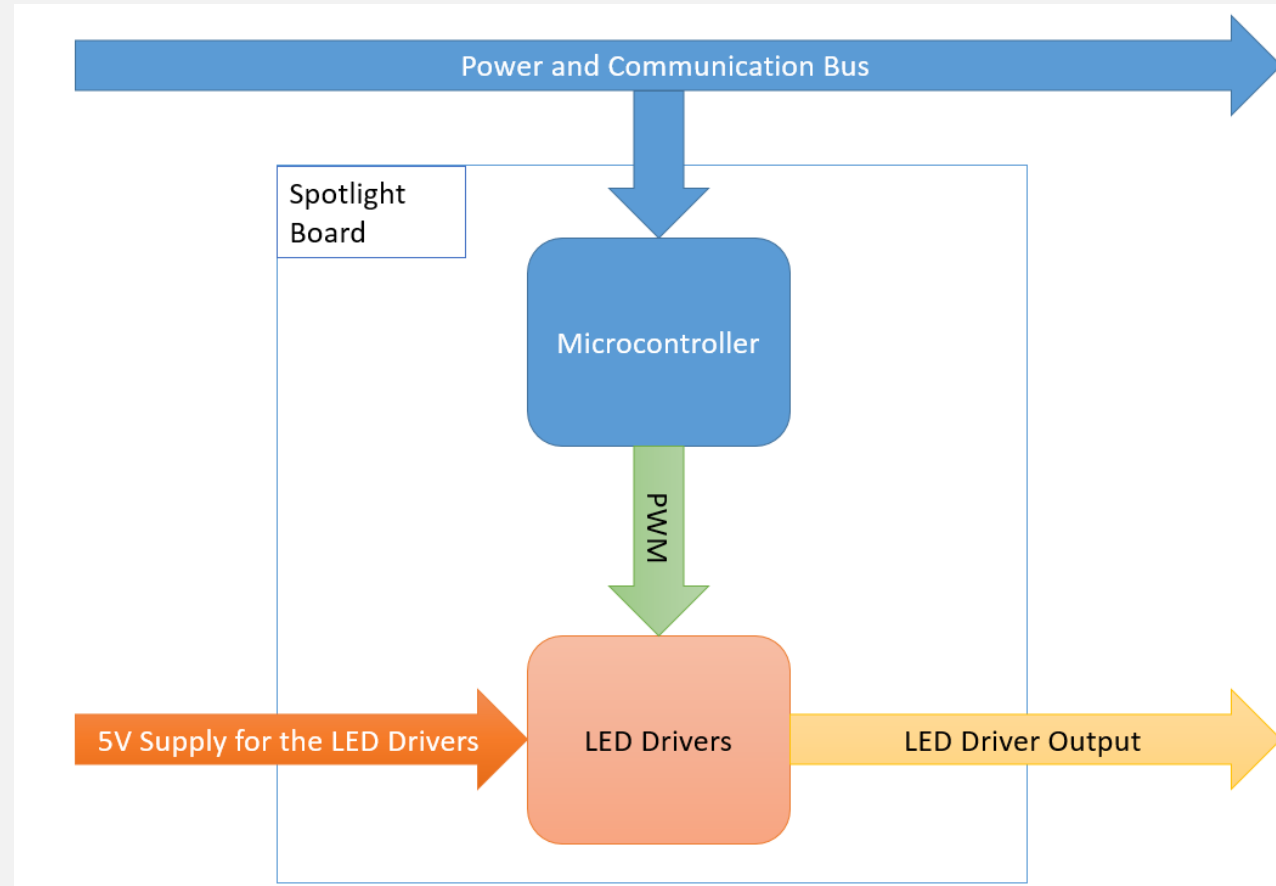 Power and Communication Bus
Spotlight
Board
Microcontroller
PWM
5V Supply for the LED Drivers
LED Drivers
LED Driver Output